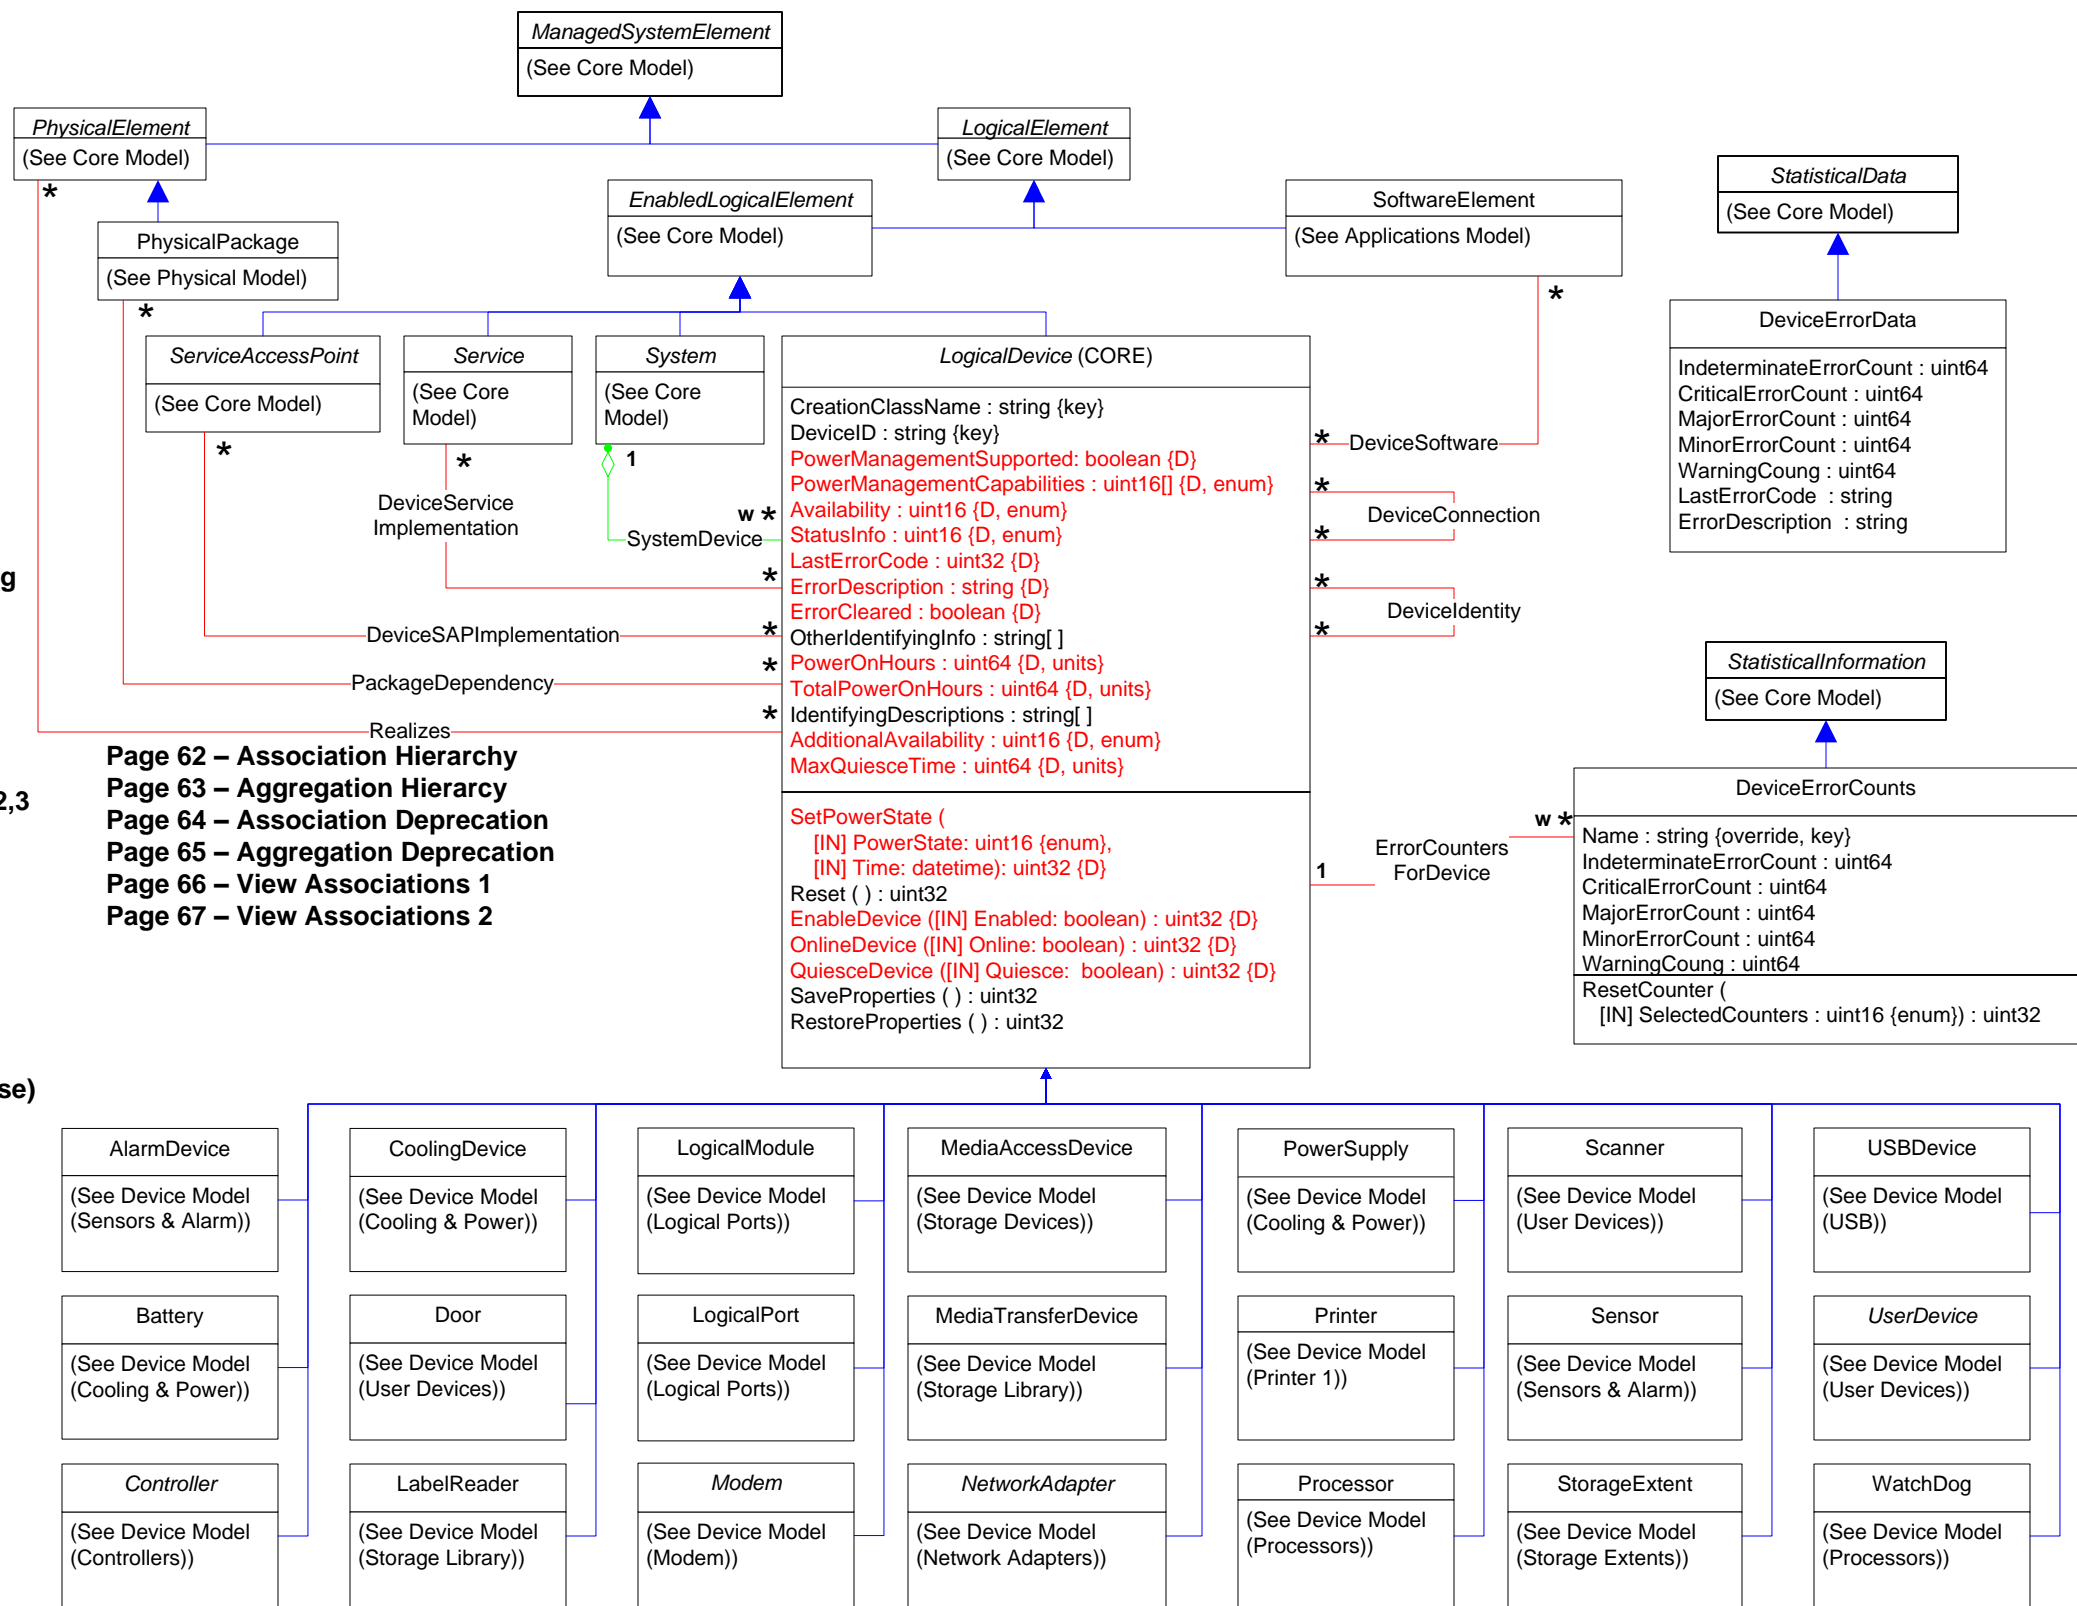 ManagedSystemElement
(See Core Model)
PhysicalElement
(See Core Model)
LogicalElement
(See Core Model)
*
PhysicalPackage
(See Physical Model)
*
EnabledLogicalElement
(See Core Model)
SoftwareElement
(See Applications Model)
*
StatisticalData
(See Core Model)
DeviceErrorData
IndeterminateErrorCount : uint64
CriticalErrorCount : uint64
MajorErrorCount : uint64
MinorErrorCount : uint64
WarningCoung : uint64
LastErrorCode : string
ErrorDescription : string
ServiceAccessPoint
(See Core Model)
*
Service
(See Core
Model)
*
System
(See Core
Model)
1
LogicalDevice (CORE)
CreationClassName : string {key}
DeviceID : string {key}
PowerManagementSupported: boolean {D}
PowerManagementCapabilities : uint16[] {D, enum}
Availability : uint16 {D, enum}
StatusInfo : uint16 {D, enum}
LastErrorCode : uint32 {D}
ErrorDescription : string {D}
ErrorCleared : boolean {D}
OtherIdentifyingInfo : string[ ]
PowerOnHours : uint64 {D, units}
TotalPowerOnHours : uint64 {D, units}
IdentifyingDescriptions : string[ ]
AdditionalAvailability : uint16 {D, enum}
MaxQuiesceTime : uint64 {D, units}
SetPowerState (
[IN] PowerState: uint16 {enum},
[IN] Time: datetime): uint32 {D}
Reset ( ) : uint32
EnableDevice ([IN] Enabled: boolean) : uint32 {D}
OnlineDevice ([IN] Online: boolean) : uint32 {D}
QuiesceDevice ([IN] Quiesce: boolean) : uint32 {D}
SaveProperties ( ) : uint32
RestoreProperties ( ) : uint32
DeviceService
Implementation
w *
SystemDevice
*
DeviceSAPImplementation
*
PackageDependency
*
Realizes
*
* DeviceSoftware
*
DeviceConnection
*
*
DeviceIdentity
*
g
2,3
se)
Page 62 – Association Hierarchy
Page 63 – Aggregation Hierarcy
Page 64 – Association Deprecation
Page 65 – Aggregation Deprecation
Page 66 – View Associations 1
Page 67 – View Associations 2
StatisticalInformation
(See Core Model)
1
ErrorCounters
ForDevice
w *
DeviceErrorCounts
Name : string {override, key}
IndeterminateErrorCount : uint64
CriticalErrorCount : uint64
MajorErrorCount : uint64
MinorErrorCount : uint64
WarningCoung : uint64
ResetCounter (
[IN] SelectedCounters : uint16 {enum}) : uint32
AlarmDevice
(See Device Model
(Sensors & Alarm))
CoolingDevice
(See Device Model
(Cooling & Power))
LogicalModule
(See Device Model
(Logical Ports))
MediaAccessDevice
(See Device Model
(Storage Devices))
PowerSupply
(See Device Model
(Cooling & Power))
Scanner
(See Device Model
(User Devices))
USBDevice
(See Device Model
(USB))
Battery
(See Device Model
(Cooling & Power))
Door
(See Device Model
(User Devices))
LogicalPort
(See Device Model
(Logical Ports))
MediaTransferDevice
(See Device Model
(Storage Library))
Printer
(See Device Model
(Printer 1))
Sensor
(See Device Model
(Sensors & Alarm))
UserDevice
(See Device Model
(User Devices))
Controller
(See Device Model
(Controllers))
LabelReader
(See Device Model
(Storage Library))
Modem
(See Device Model
(Modem))
NetworkAdapter
(See Device Model
(Network Adapters))
Processor
(See Device Model
(Processors))
StorageExtent
(See Device Model
(Storage Extents))
WatchDog
(See Device Model
(Processors))